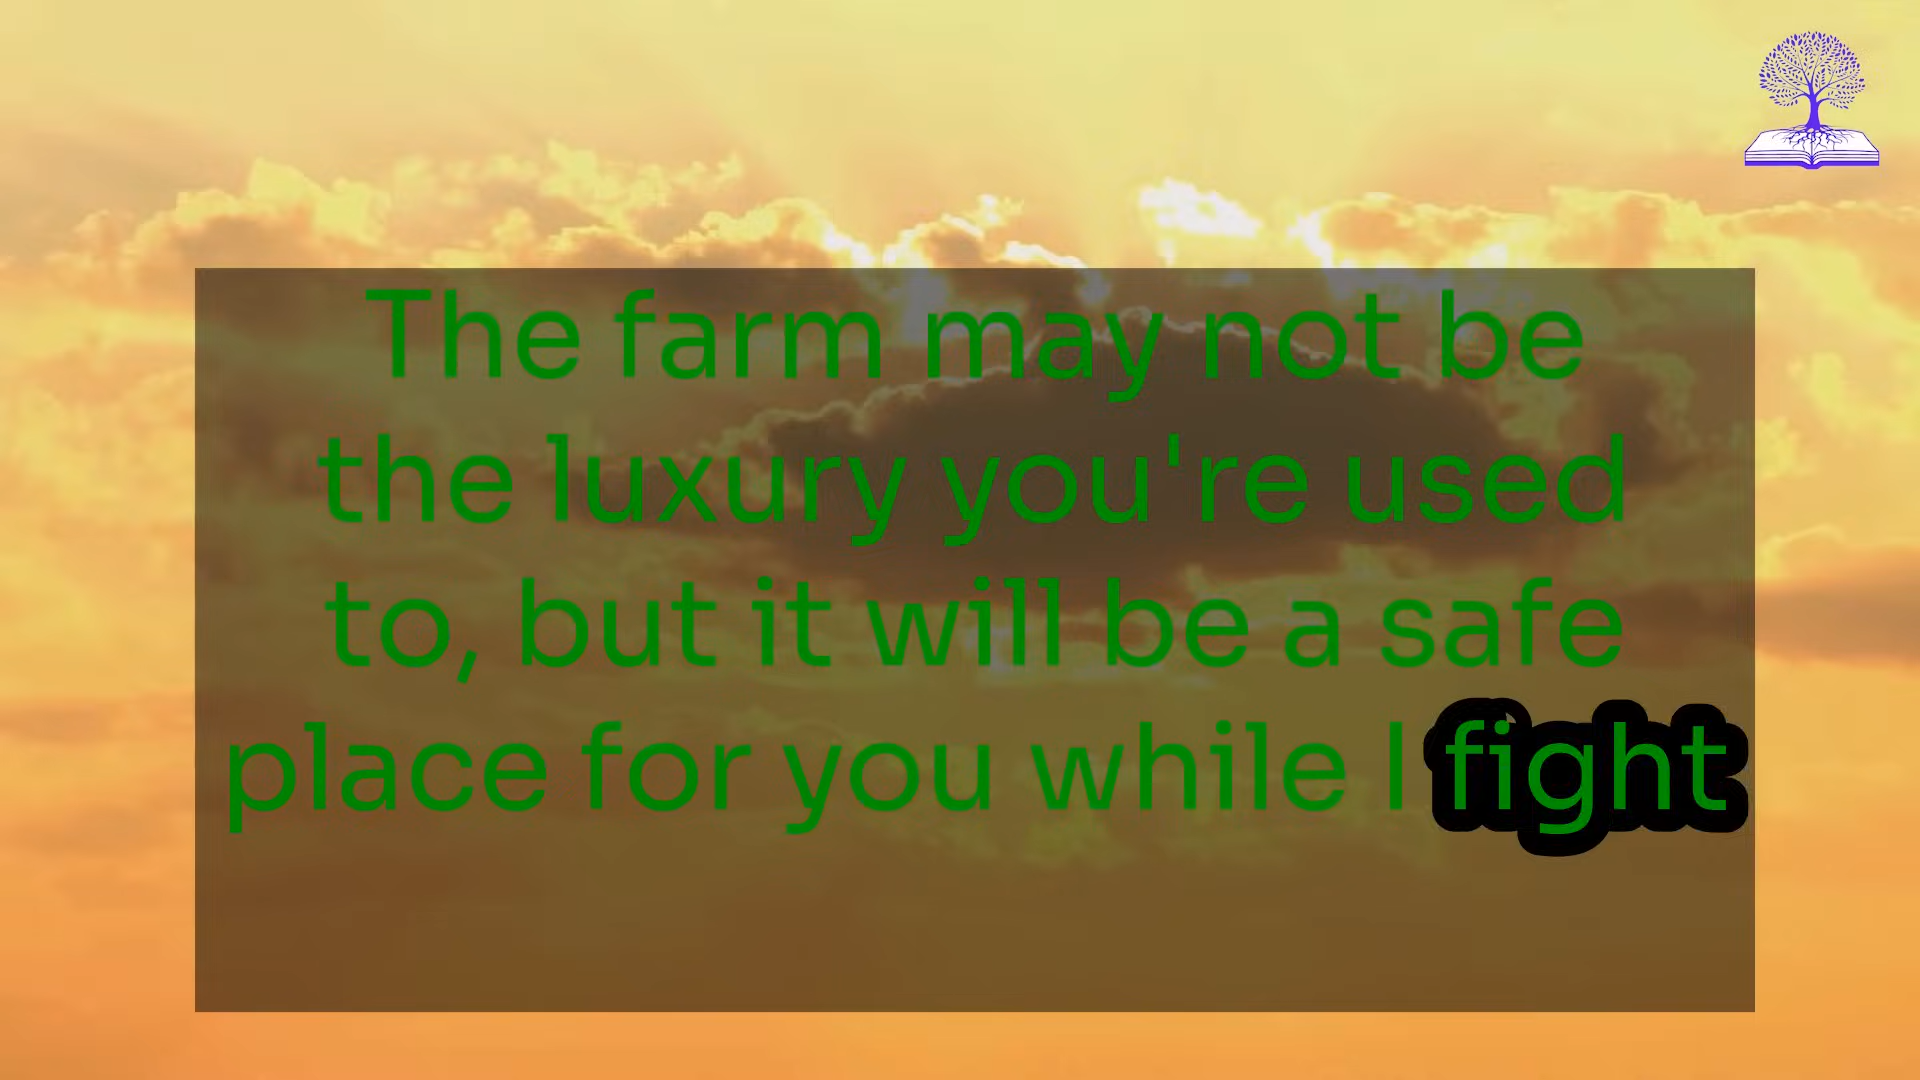 The farm may not be
the luxury you're used
to, but it will be a safe
place for you while I fight